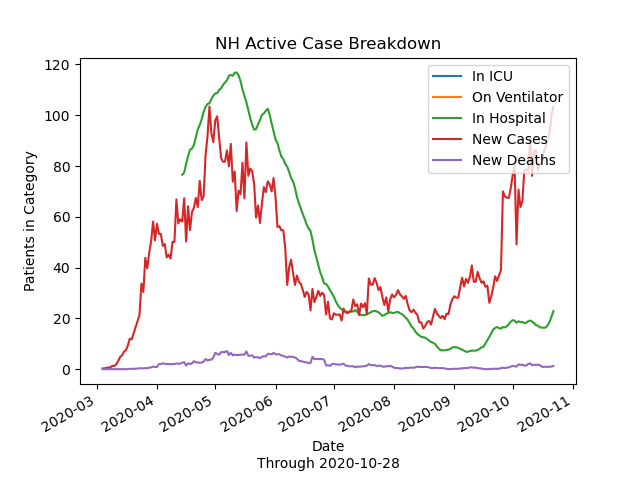 NH Active Case Breakdown
In ICU
On Ventilator
In Hospital
New Cases
New Deaths
120
100
80
60
40
20
0
Patients in Category
2020-03
2020-04
2020-05
2020-06
2020-07
2020-08
2020-09
2020-10
2020-11
Date
Through 2020-10-28